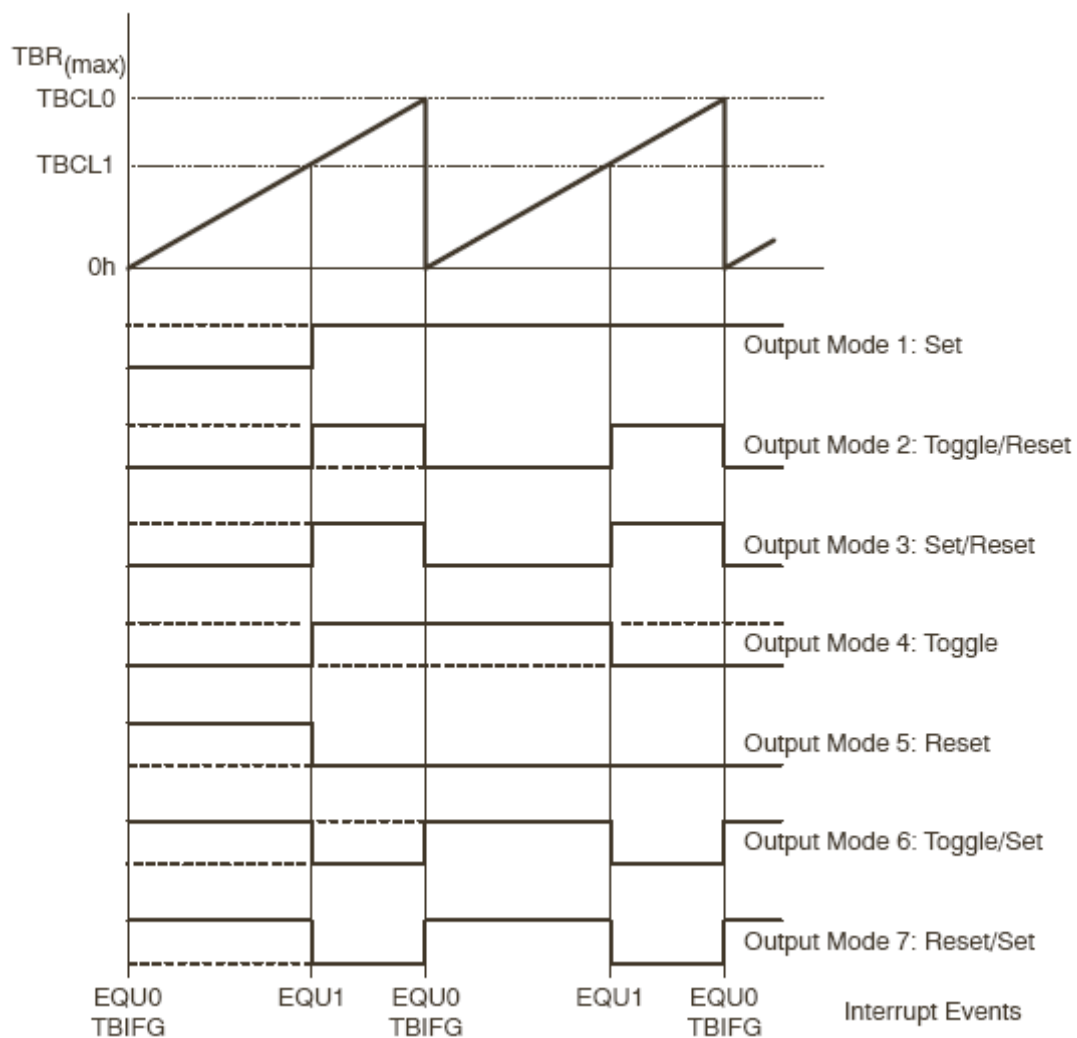 TBR(max)
TBCL0
TBCL1
0h
Output Mode 1: Set
Output Mode 2: Toggle/Reset
Output Mode 3: Set/Reset
Output Mode 4: Toggle
Output Mode 5: Reset
Output Mode 6: Toggle/Set
Output Mode 7: Reset/Set
EQU0 EQU1 EQU0 EQU1 EQU0
TBIFG TBIFG TBIFG
Interrupt Events